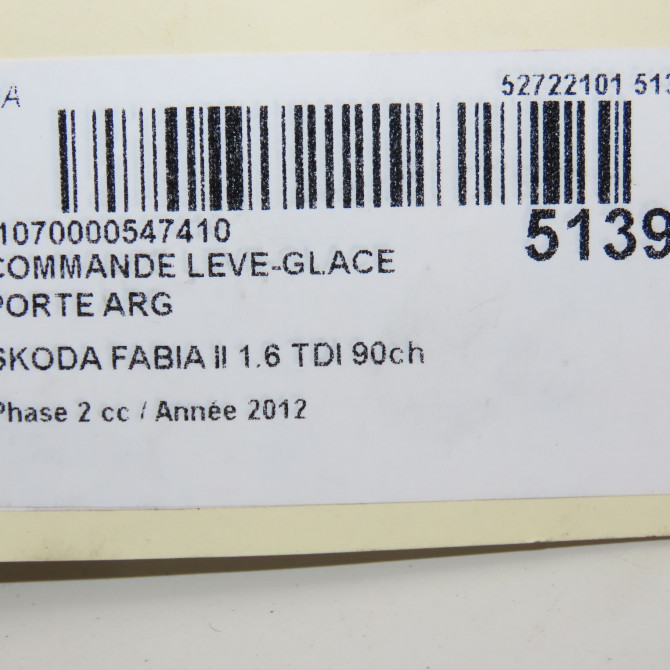 A
52722101 513
1070000547410
5139
COMMANDE LEVE-GLACE
PORTE ARG
SKODA FABIA II 1.6 TDI 90ch
Phase 2 cc / Année 2012